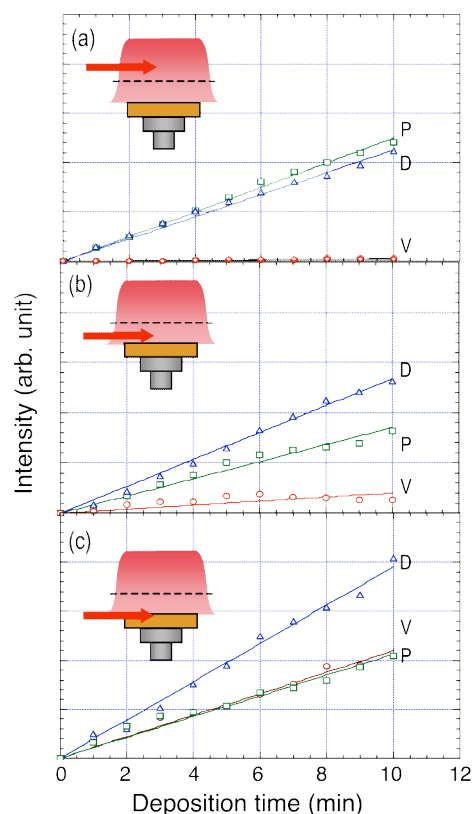 (a)
P
D
V
(b)
D
P
V
(c)
D
V
P
Intensity (arb. unit)
0 2 4 6 8 10 12
Deposition time (min)